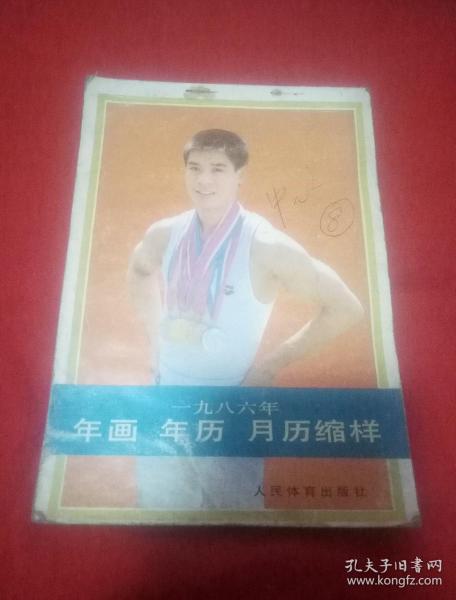 中
8
一九八六年
年画 年历 月历缩样
人民体育出版社
孔夫子旧书网
www.kongfz.com